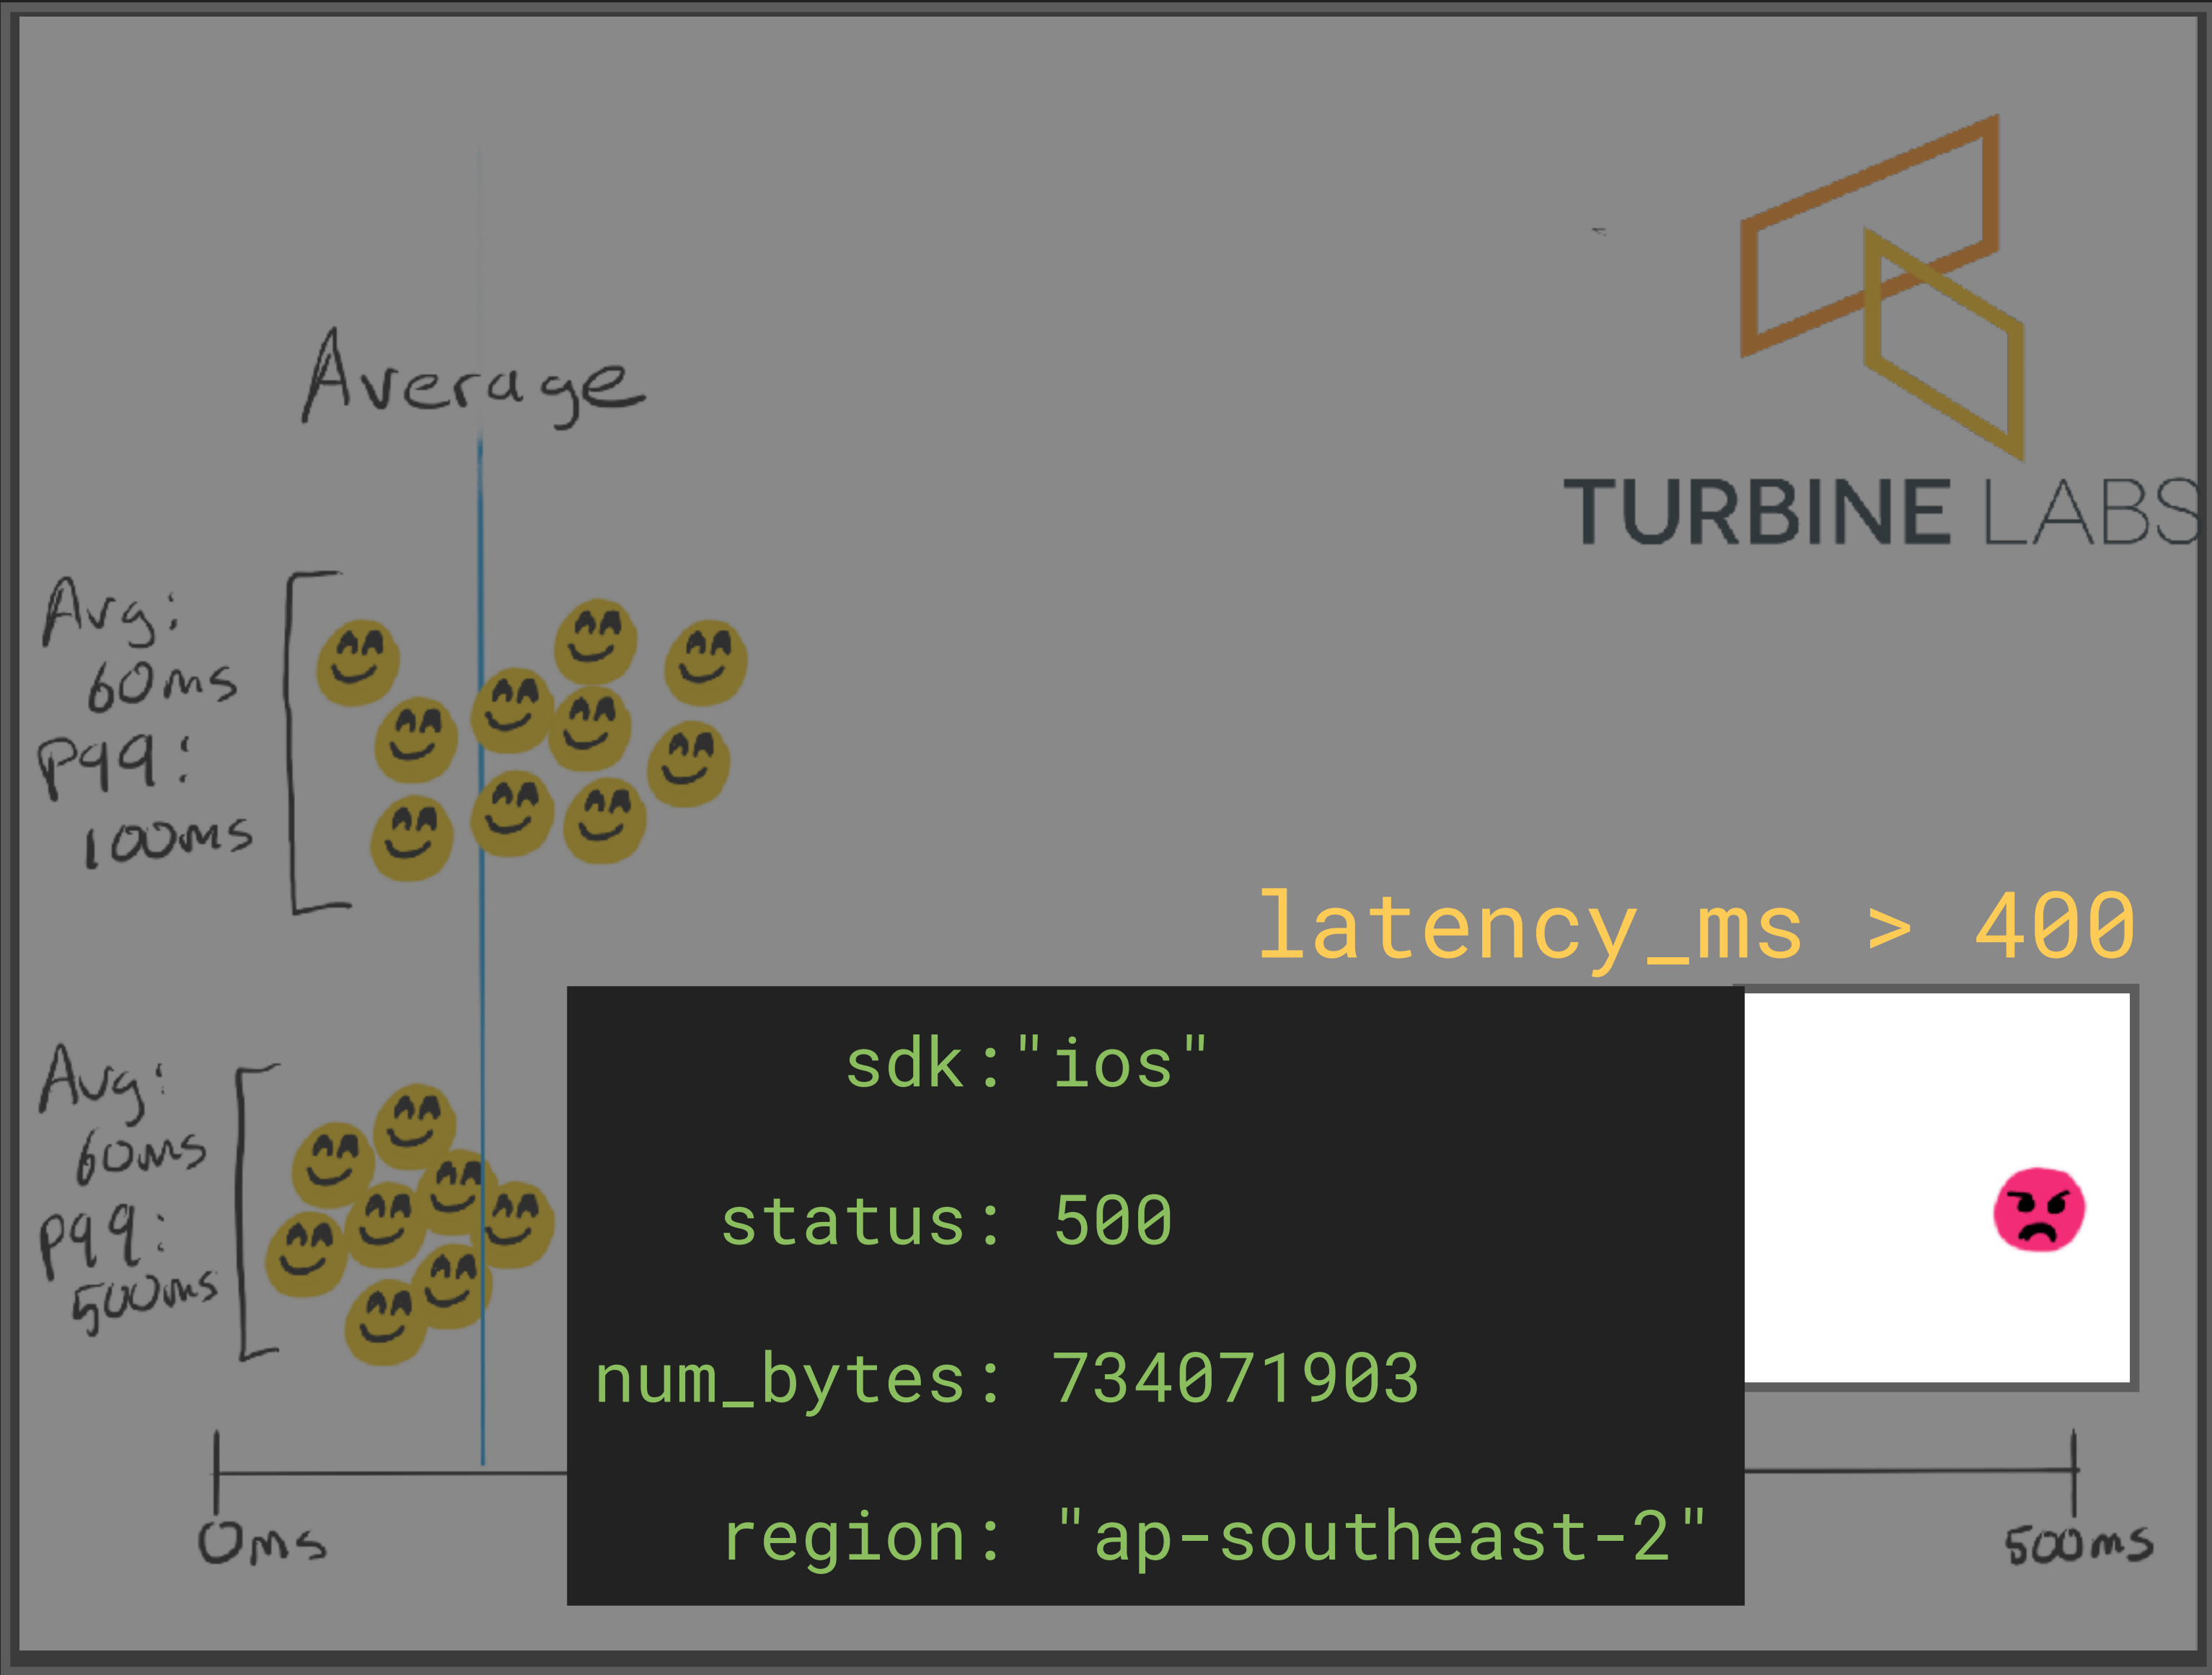 TURBINE LABS
Average
Avg:
60ms
P99:
100ms
latency_ms > 400
Avg:
60ms
P99:
500ms
sdk:"ios"
status: 500
num_bytes: 734071903
region: "ap-southeast-2"
0ms
500ms